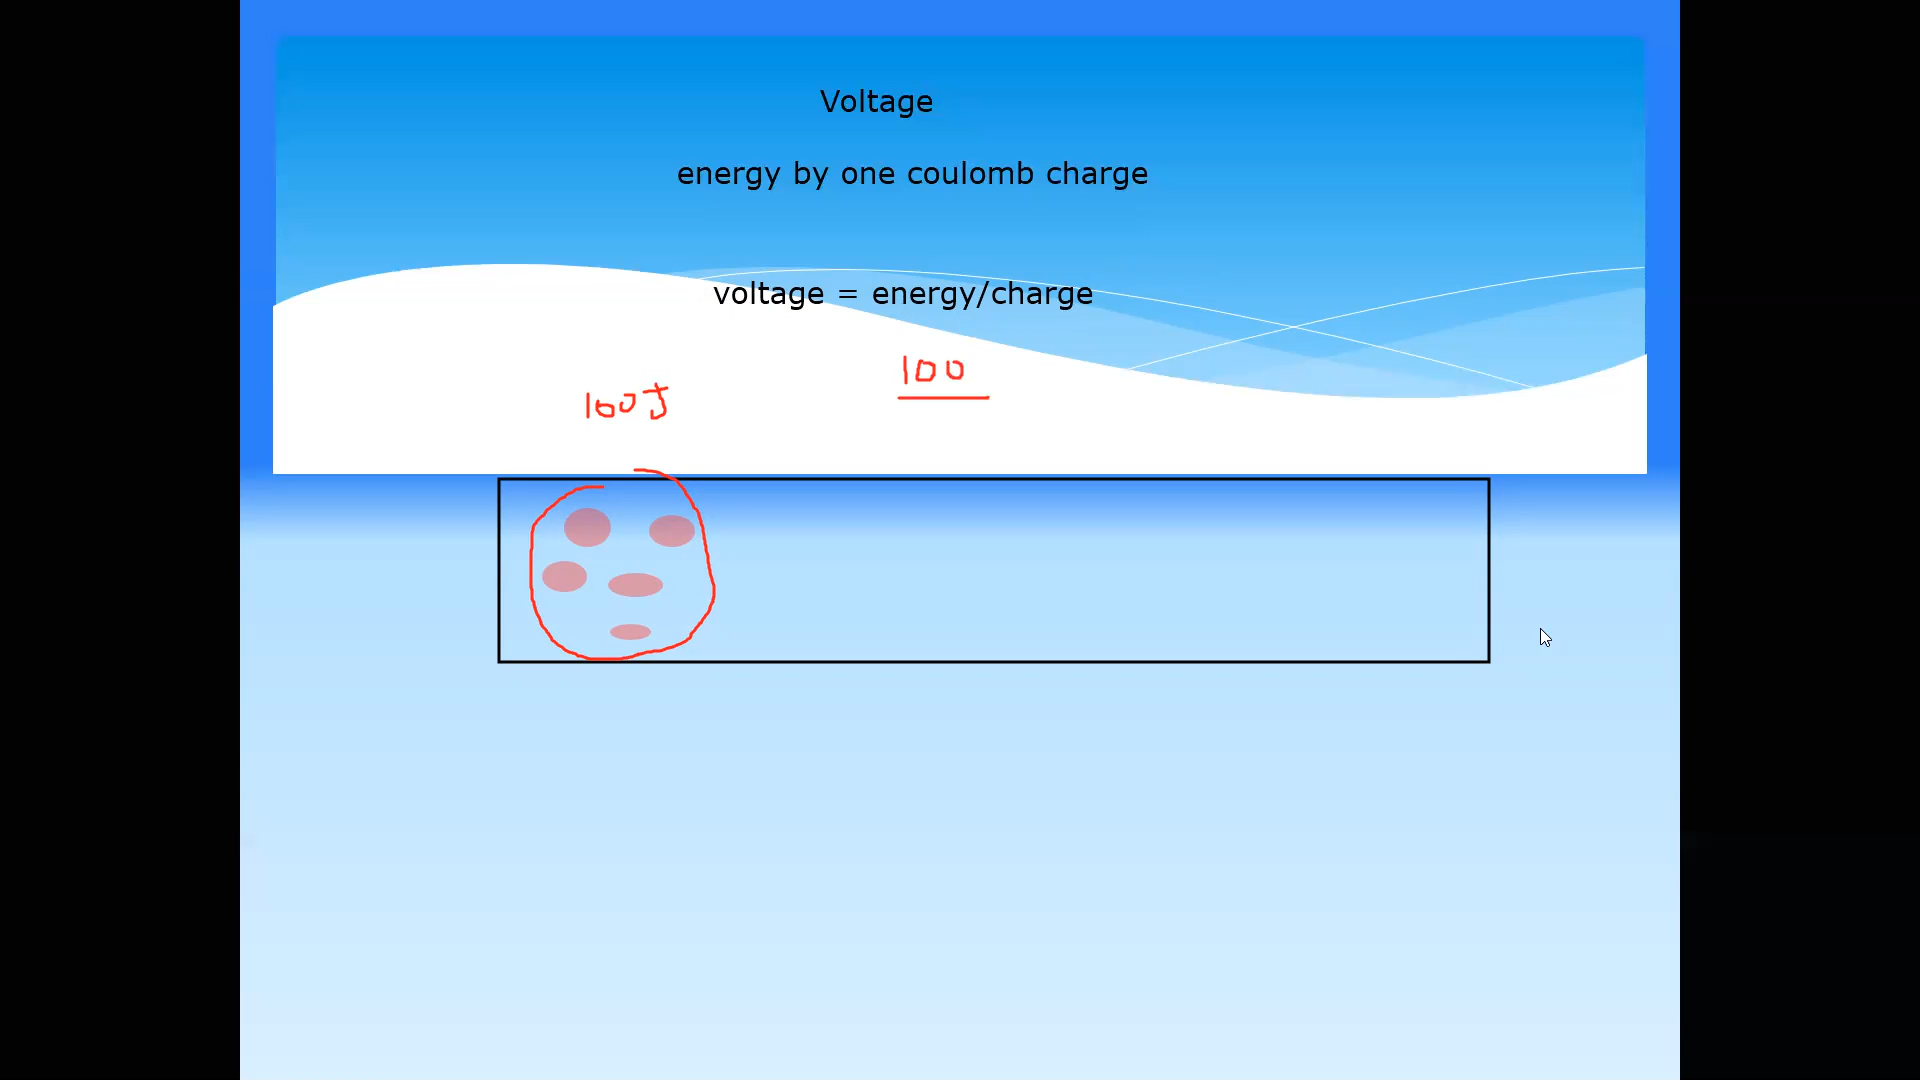 Voltage
energy by one coulomb charge
voltage = energy/charge
100
100J